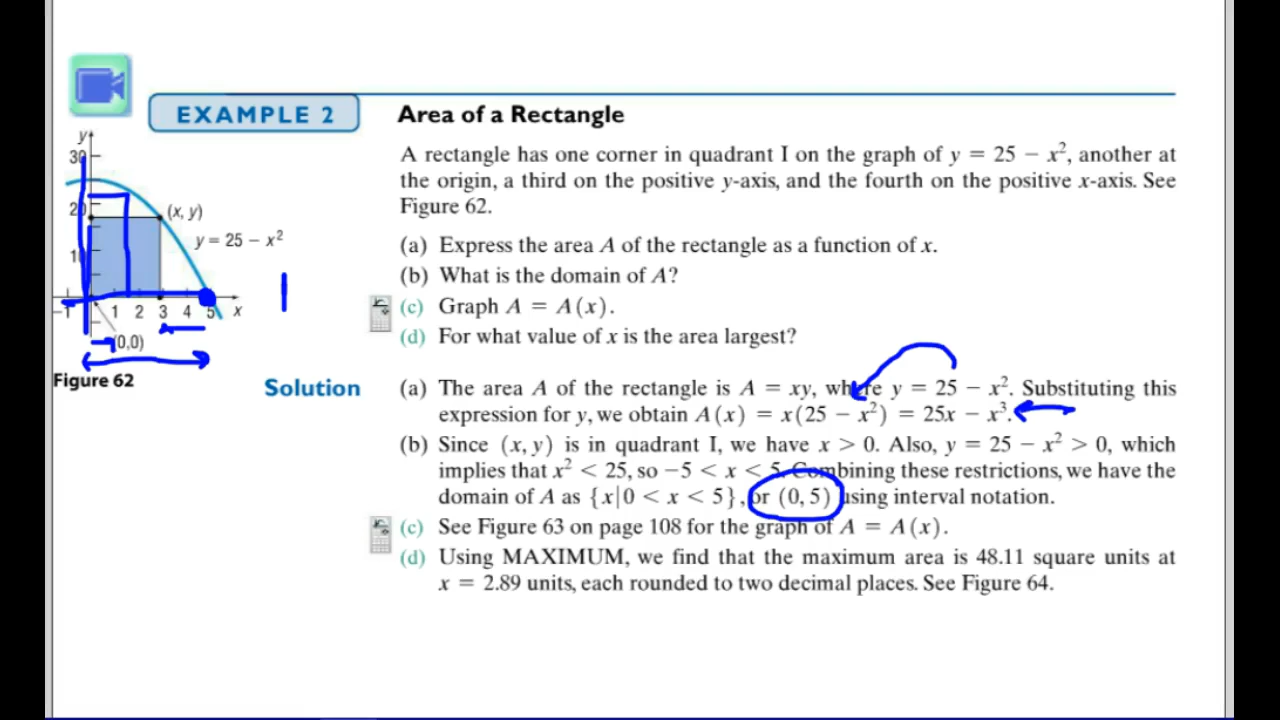 EXAMPLE 2
Area of a Rectangle
A rectangle has one corner in quadrant I on the graph of y = 25 − x², another at
the origin, a third on the positive y-axis, and the fourth on the positive x-axis. See
Figure 62.
(a) Express the area A of the rectangle as a function of x.
(b) What is the domain of A?
(c) Graph A = A(x).
(d) For what value of x is the area largest?
y
30
20
10
(x, y)
y = 25 − x²
−1 1 2 3 4 5 x
(0,0)
Figure 62
Solution
(a) The area A of the rectangle is A = xy, where y = 25 − x². Substituting this
expression for y, we obtain A(x) = x(25 − x²) = 25x − x³.
(b) Since (x, y) is in quadrant I, we have x > 0. Also, y = 25 − x² > 0, which
implies that x² < 25, so −5 < x < 5. Combining these restrictions, we have the
domain of A as {x|0 < x < 5}, or (0, 5) using interval notation.
(c) See Figure 63 on page 108 for the graph of A = A(x).
(d) Using MAXIMUM, we find that the maximum area is 48.11 square units at
x = 2.89 units, each rounded to two decimal places. See Figure 64.